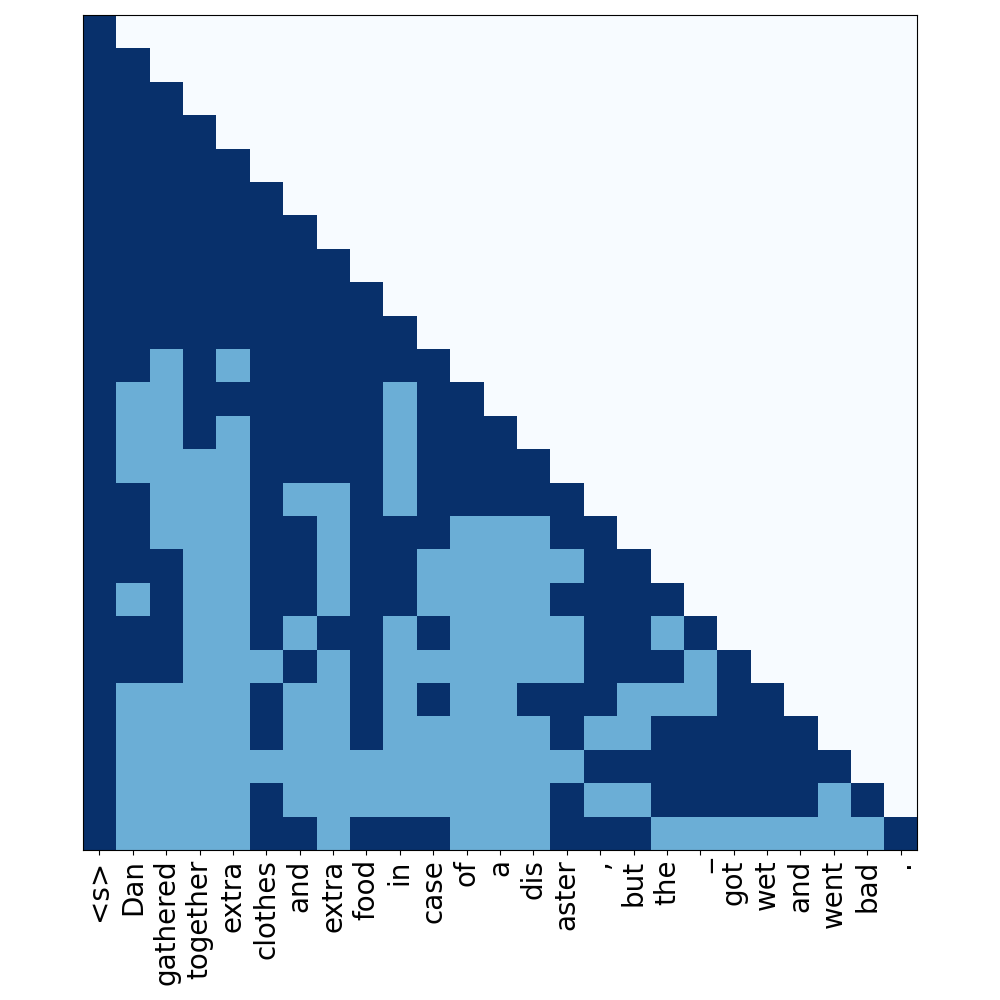 <s> Dan gathered together extra clothes and extra food in case of a dis aster , but the _ got wet and went bad .